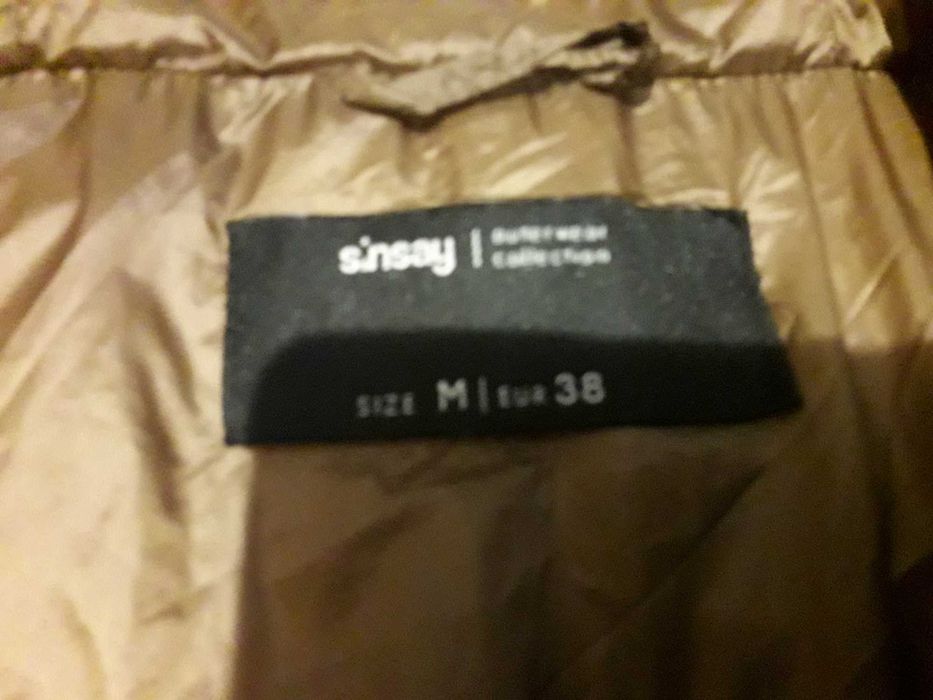 sinsay | outerwear
collection
SIZE M | EUR 38